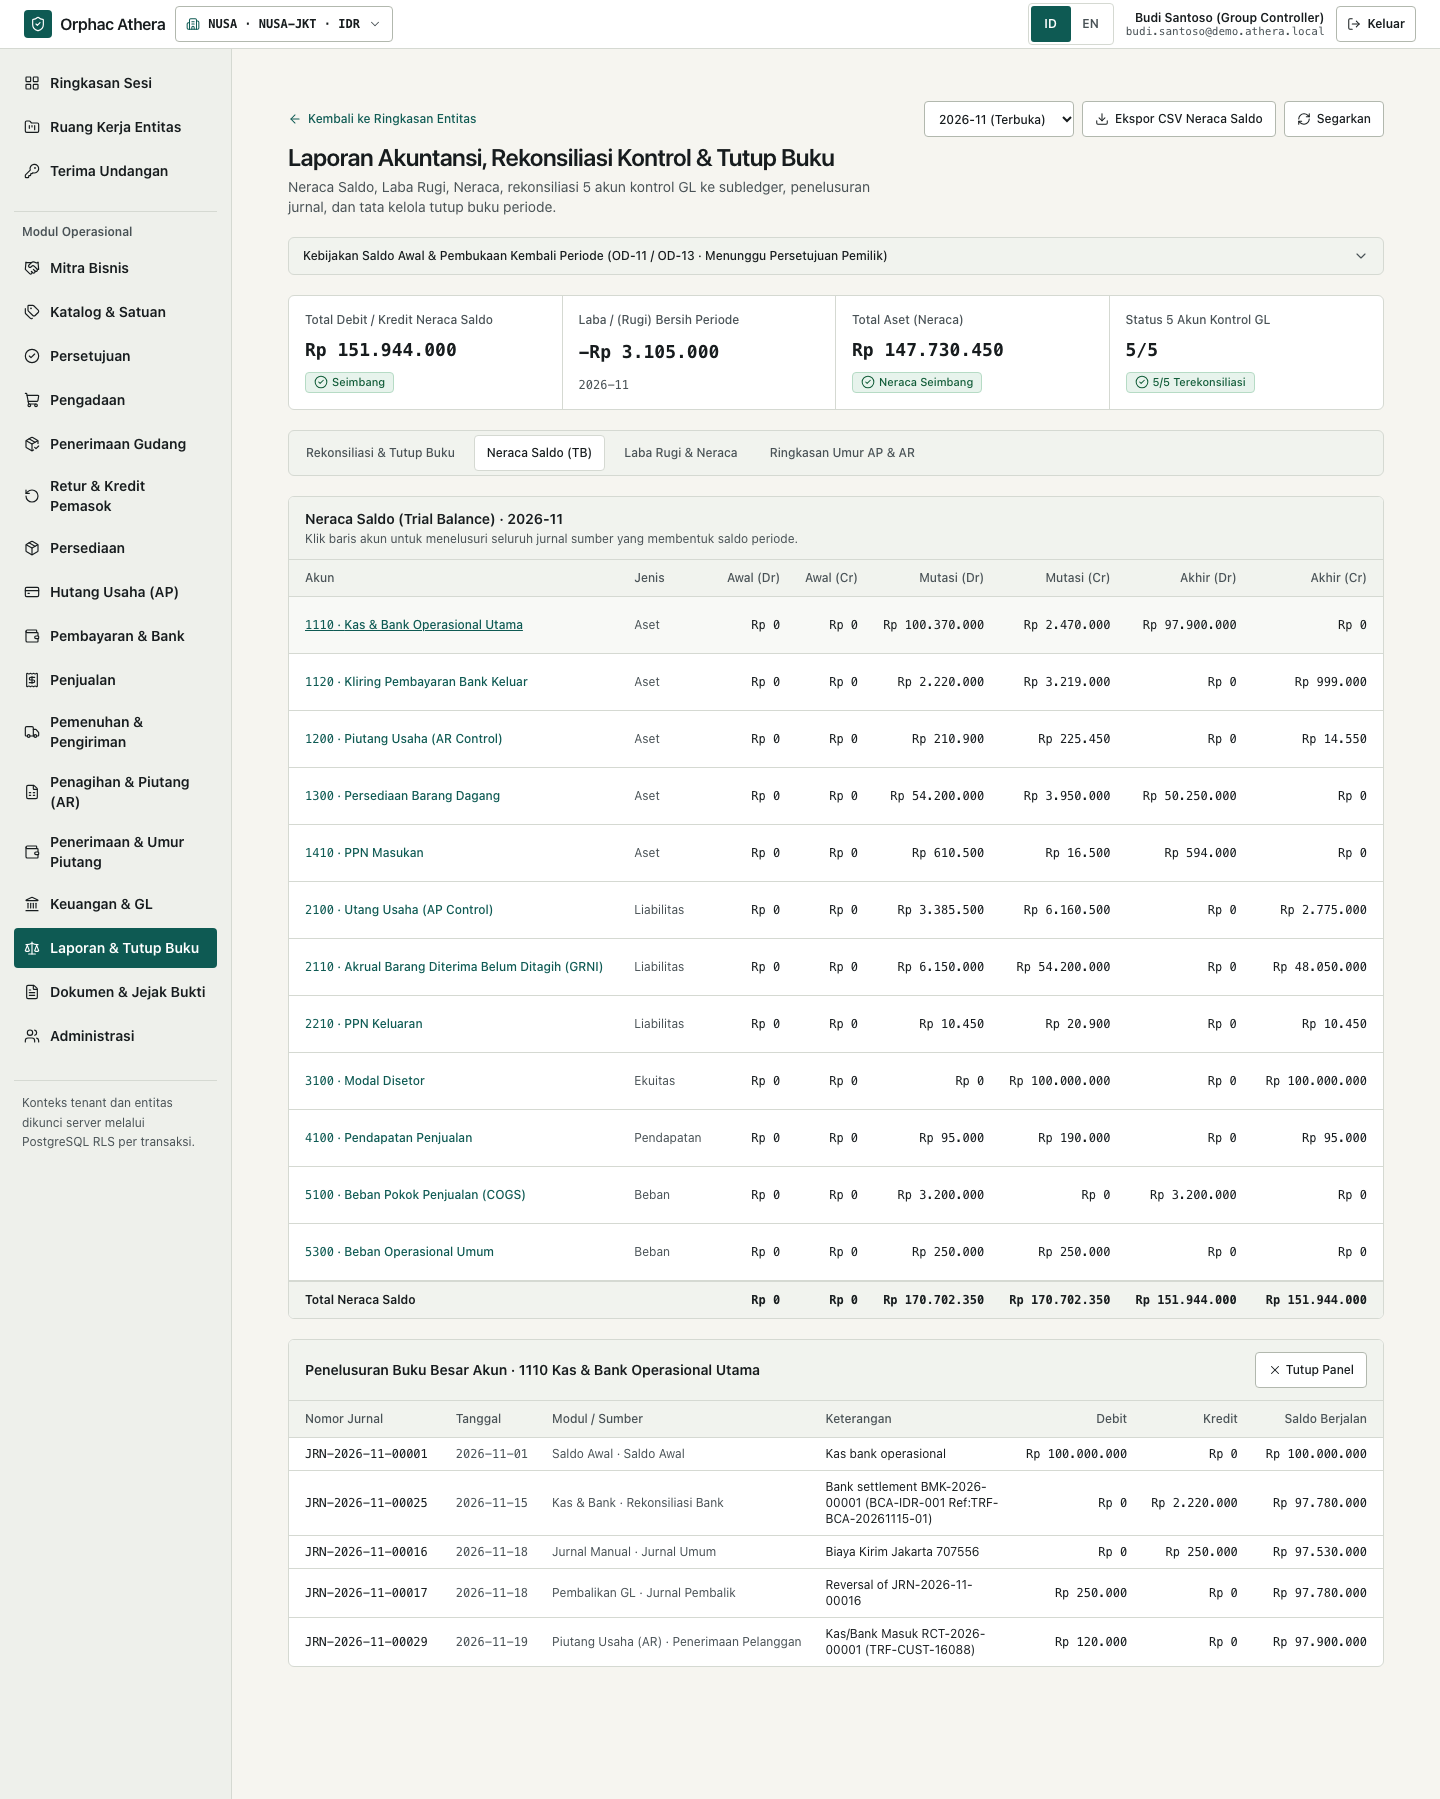 Orphac Athera
NUSA · NUSA-JKT · IDR
ID
EN
Budi Santoso (Group Controller)
budi.santoso@demo.athera.local
Keluar
Ringkasan Sesi
Ruang Kerja Entitas
Terima Undangan
Modul Operasional
Mitra Bisnis
Katalog & Satuan
Persetujuan
Pengadaan
Penerimaan Gudang
Retur & Kredit
Pemasok
Persediaan
Hutang Usaha (AP)
Pembayaran & Bank
Penjualan
Pemenuhan &
Pengiriman
Penagihan & Piutang
(AR)
Penerimaan & Umur
Piutang
Keuangan & GL
Laporan & Tutup Buku
Dokumen & Jejak Bukti
Administrasi
Konteks tenant dan entitas
dikunci server melalui
PostgreSQL RLS per transaksi.
Kembali ke Ringkasan Entitas
2026-11 (Terbuka)
Ekspor CSV Neraca Saldo
Segarkan
Laporan Akuntansi, Rekonsiliasi Kontrol & Tutup Buku
Neraca Saldo, Laba Rugi, Neraca, rekonsiliasi 5 akun kontrol GL ke subledger, penelusuran
jurnal, dan tata kelola tutup buku periode.
Kebijakan Saldo Awal & Pembukaan Kembali Periode (OD-11 / OD-13 · Menunggu Persetujuan Pemilik)
Total Debit / Kredit Neraca Saldo
Rp 151.944.000
Seimbang
Laba / (Rugi) Bersih Periode
-Rp 3.105.000
2026-11
Total Aset (Neraca)
Rp 147.730.450
Neraca Seimbang
Status 5 Akun Kontrol GL
5/5
5/5 Terekonsiliasi
Rekonsiliasi & Tutup Buku
Neraca Saldo (TB)
Laba Rugi & Neraca
Ringkasan Umur AP & AR
Neraca Saldo (Trial Balance) · 2026-11
Klik baris akun untuk menelusuri seluruh jurnal sumber yang membentuk saldo periode.
Akun Jenis Awal (Dr) Awal (Cr) Mutasi (Dr) Mutasi (Cr) Akhir (Dr) Akhir (Cr)
1110 · Kas & Bank Operasional Utama Aset Rp 0 Rp 0 Rp 100.370.000 Rp 2.470.000 Rp 97.900.000 Rp 0
1120 · Kliring Pembayaran Bank Keluar Aset Rp 0 Rp 0 Rp 2.220.000 Rp 3.219.000 Rp 0 Rp 999.000
1200 · Piutang Usaha (AR Control) Aset Rp 0 Rp 0 Rp 210.900 Rp 225.450 Rp 0 Rp 14.550
1300 · Persediaan Barang Dagang Aset Rp 0 Rp 0 Rp 54.200.000 Rp 3.950.000 Rp 50.250.000 Rp 0
1410 · PPN Masukan Aset Rp 0 Rp 0 Rp 610.500 Rp 16.500 Rp 594.000 Rp 0
2100 · Utang Usaha (AP Control) Liabilitas Rp 0 Rp 0 Rp 3.385.500 Rp 6.160.500 Rp 0 Rp 2.775.000
2110 · Akrual Barang Diterima Belum Ditagih (GRNI) Liabilitas Rp 0 Rp 0 Rp 6.150.000 Rp 54.200.000 Rp 0 Rp 48.050.000
2210 · PPN Keluaran Liabilitas Rp 0 Rp 0 Rp 10.450 Rp 20.900 Rp 0 Rp 10.450
3100 · Modal Disetor Ekuitas Rp 0 Rp 0 Rp 0 Rp 100.000.000 Rp 0 Rp 100.000.000
4100 · Pendapatan Penjualan Pendapatan Rp 0 Rp 0 Rp 95.000 Rp 190.000 Rp 0 Rp 95.000
5100 · Beban Pokok Penjualan (COGS) Beban Rp 0 Rp 0 Rp 3.200.000 Rp 0 Rp 3.200.000 Rp 0
5300 · Beban Operasional Umum Beban Rp 0 Rp 0 Rp 250.000 Rp 250.000 Rp 0 Rp 0
Total Neraca Saldo Rp 0 Rp 0 Rp 170.702.350 Rp 170.702.350 Rp 151.944.000 Rp 151.944.000
Penelusuran Buku Besar Akun · 1110 Kas & Bank Operasional Utama
Tutup Panel
Nomor Jurnal Tanggal Modul / Sumber Keterangan Debit Kredit Saldo Berjalan
JRN-2026-11-00001 2026-11-01 Saldo Awal · Saldo Awal Kas bank operasional Rp 100.000.000 Rp 0 Rp 100.000.000
Bank settlement BMK-2026-
JRN-2026-11-00025 2026-11-15 Kas & Bank · Rekonsiliasi Bank 00001 (BCA-IDR-001 Ref:TRF- Rp 0 Rp 2.220.000 Rp 97.780.000
BCA-20261115-01)
JRN-2026-11-00016 2026-11-18 Jurnal Manual · Jurnal Umum Biaya Kirim Jakarta 707556 Rp 0 Rp 250.000 Rp 97.530.000
JRN-2026-11-00017 2026-11-18 Pembalikan GL · Jurnal Pembalik Reversal of JRN-2026-11- Rp 250.000 Rp 0 Rp 97.780.000
00016
JRN-2026-11-00029 2026-11-19 Piutang Usaha (AR) · Penerimaan Pelanggan Kas/Bank Masuk RCT-2026- Rp 120.000 Rp 0 Rp 97.900.000
00001 (TRF-CUST-16088)